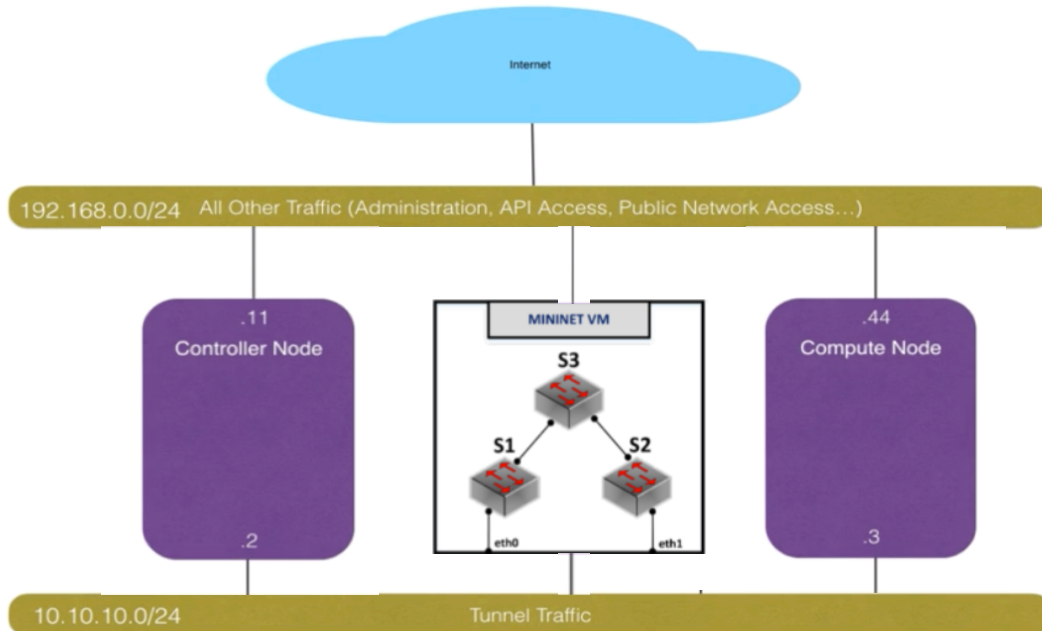 Internet
192.168.0.0/24 All Other Traffic (Administration, API Access, Public Network Access...)
.11
Controller Node
MININET VM
.44
Compute Node
S3
S1
S2
eth0
eth1
.2
.3
10.10.10.0/24 Tunnel Traffic